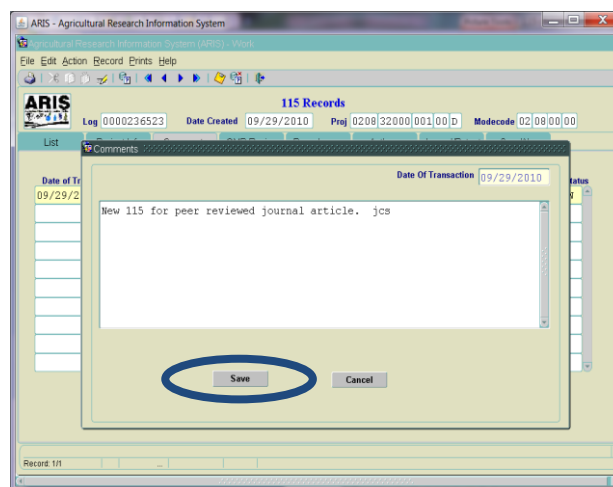 ARIS - Agricultural Research Information System
Agricultural Research Information System (ARIS) - Work
File Edit Action Record Prints Help
ARIS
115 Records
Log 0000236523 Date Created 09/29/2010 Proj 0208 32000 001 00 D Modecode 02 08 00 00
List
Comments
Date Of Transaction 09/29/2010
Date of Tr
tatus
09/29/2
New 115 for peer reviewed journal article. jcs
Save Cancel
Record: 1/1